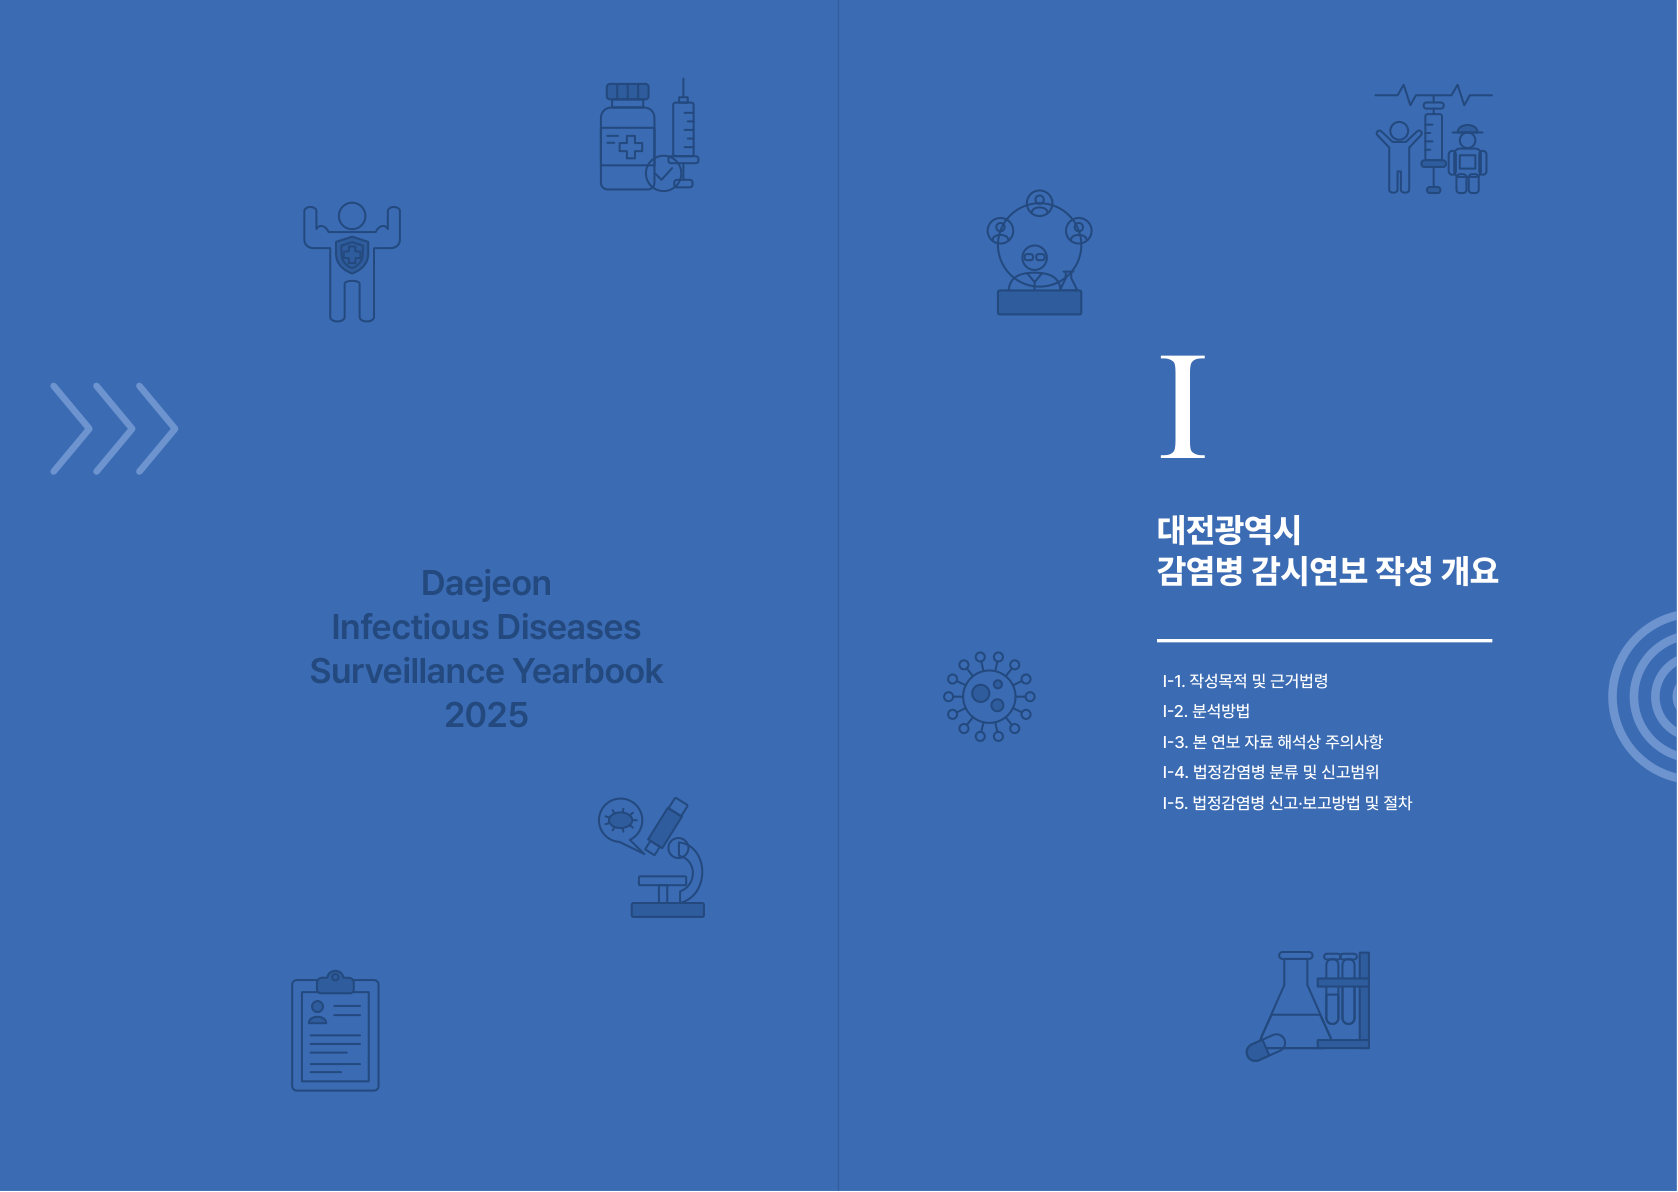 Daejeon
Infectious Diseases
Surveillance Yearbook
2025
I
대전광역시
감염병 감시연보 작성 개요
I-1. 작성목적 및 근거법령
I-2. 분석방법
I-3. 본 연보 자료 해석상 주의사항
I-4. 법정감염병 분류 및 신고범위
I-5. 법정감염병 신고·보고방법 및 절차